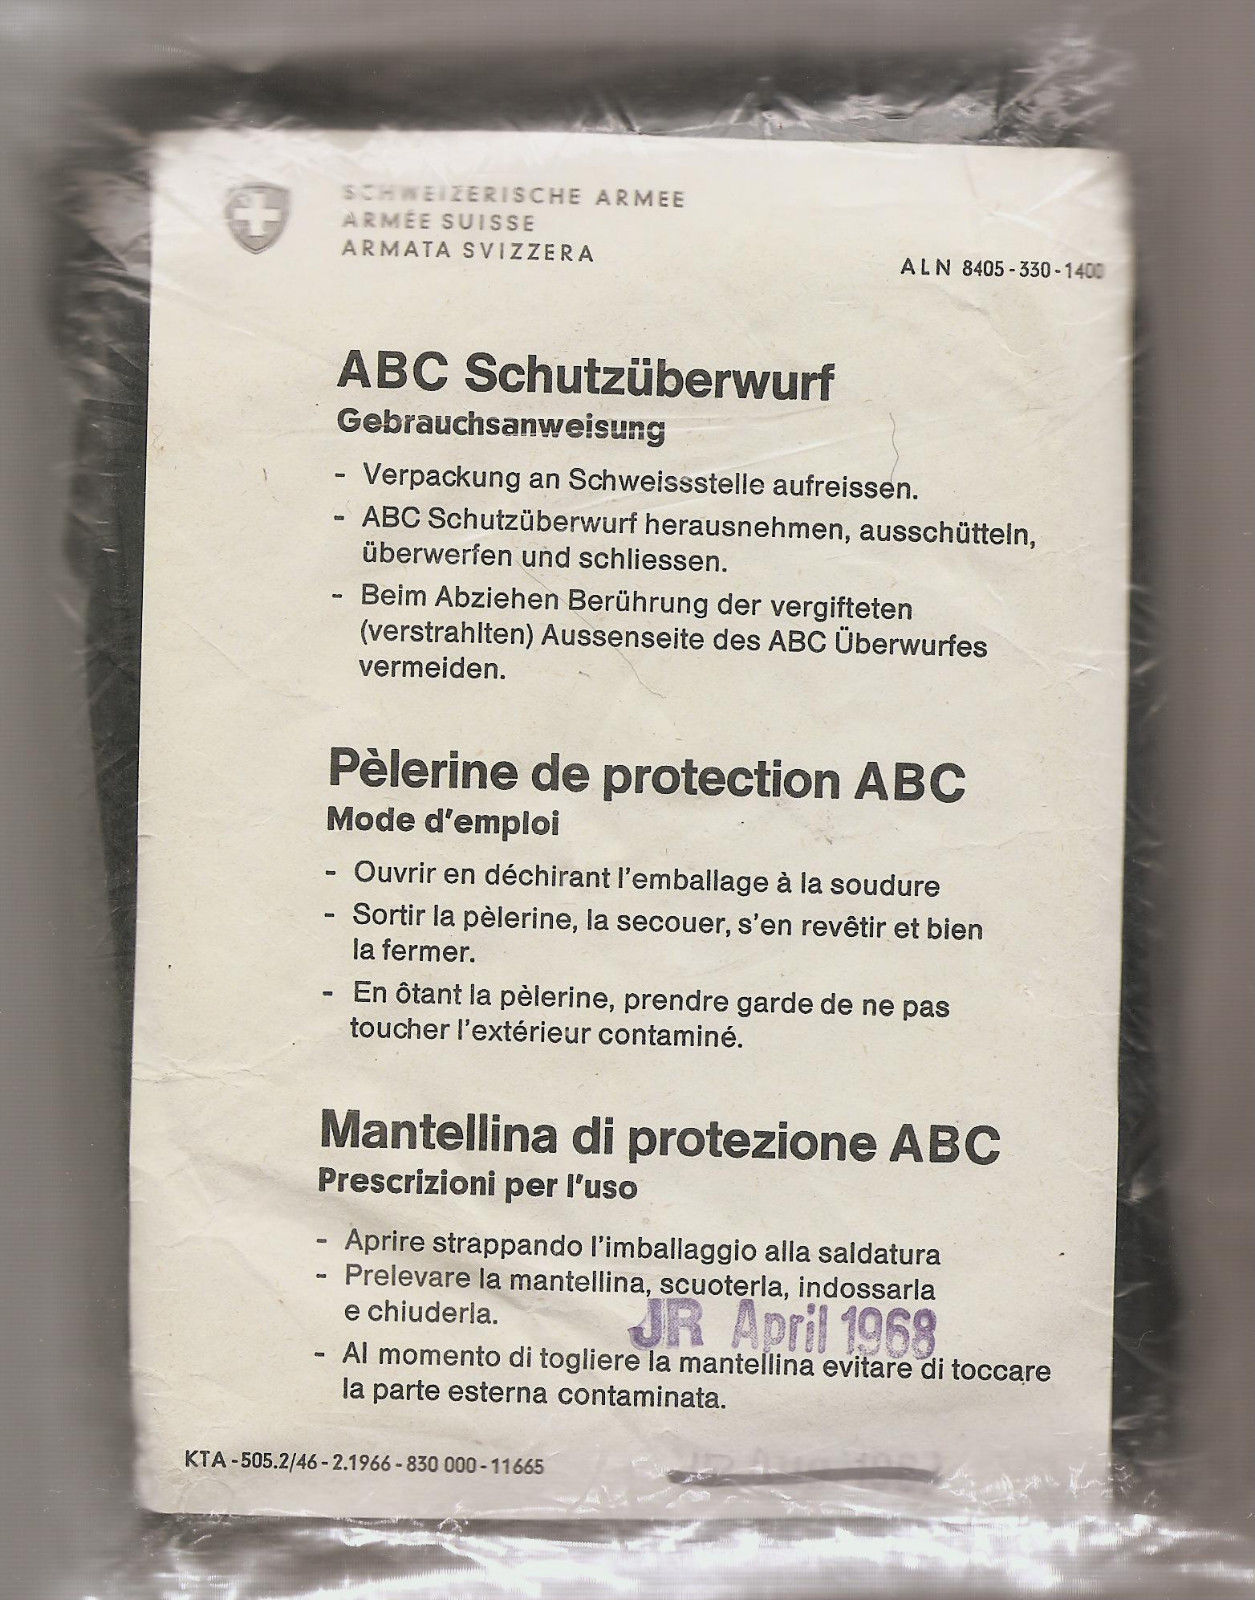 SCHWEIZERISCHE ARMEE
ARMÉE SUISSE
ARMATA SVIZZERA
ALN 8405-330-1400
ABC Schutzüberwurf
Gebrauchsanweisung
- Verpackung an Schweissstelle aufreissen.
- ABC Schutzüberwurf herausnehmen, ausschütteln,
überwerfen und schliessen.
- Beim Abziehen Berührung der vergifteten
(verstrahlten) Aussenseite des ABC Überwurfes
vermeiden.
Pèlerine de protection ABC
Mode d'emploi
- Ouvrir en déchirant l'emballage à la soudure
- Sortir la pèlerine, la secouer, s'en revêtir et bien
la fermer.
- En ôtant la pèlerine, prendre garde de ne pas
toucher l'extérieur contaminé.
Mantellina di protezione ABC
Prescrizioni per l'uso
- Aprire strappando l'imballaggio alla saldatura
- Prelevare la mantellina, scuoterla, indossarla
e chiuderla.
JR April 1968
- Al momento di togliere la mantellina evitare di toccare
la parte esterna contaminata.
KTA-505.2/46-2.1966-830 000-11665